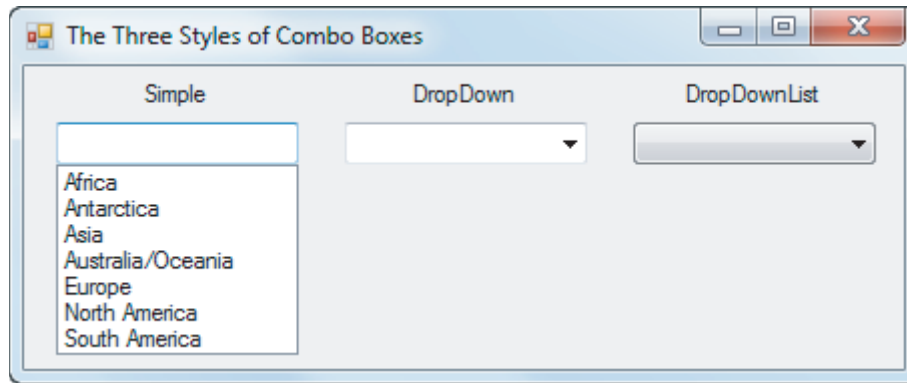 The Three Styles of Combo Boxes
Simple DropDown DropDownList
Africa
Antarctica
Asia
Australia/Oceania
Europe
North America
South America